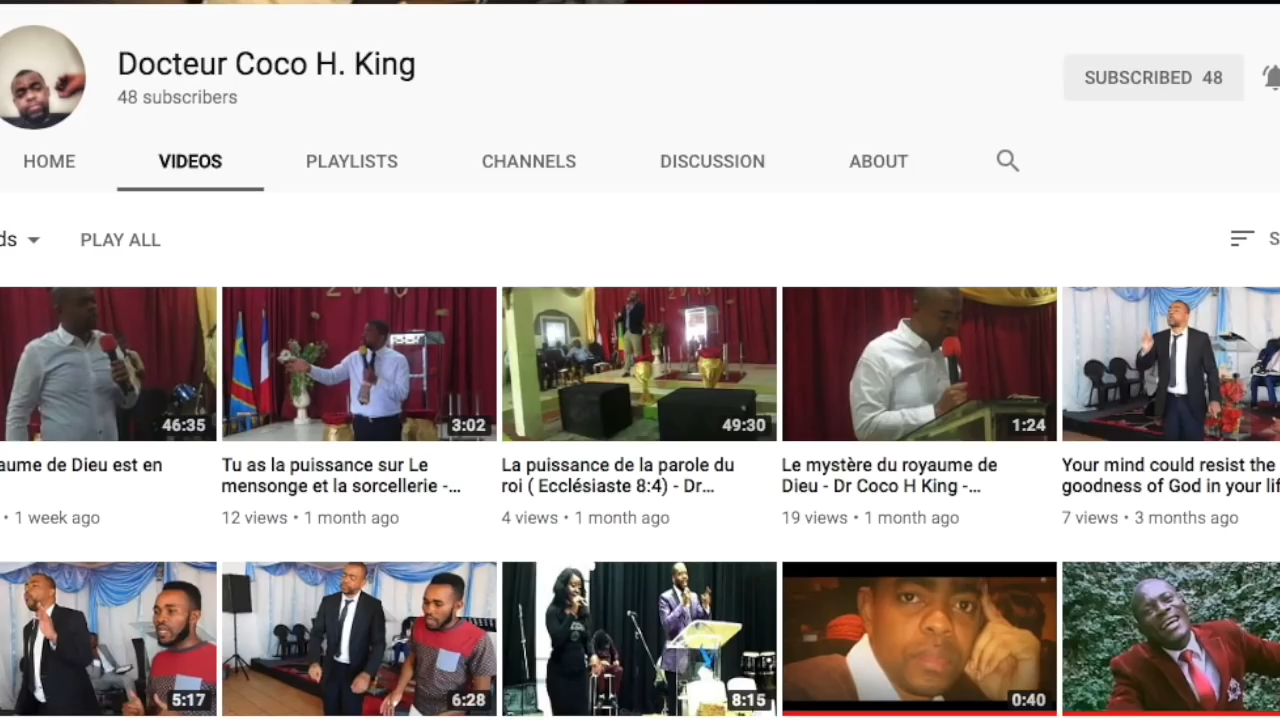 Docteur Coco H. King
48 subscribers
SUBSCRIBED 48
HOME VIDEOS PLAYLISTS CHANNELS DISCUSSION ABOUT
PLAY ALL
46:35 3:02 49:30 1:24
aume de Dieu est en
• 1 week ago
Tu as la puissance sur Le
mensonge et la sorcellerie -...
12 views • 1 month ago
La puissance de la parole du
roi ( Ecclésiaste 8:4) - Dr...
4 views • 1 month ago
Le mystère du royaume de
Dieu - Dr Coco H King -...
19 views • 1 month ago
Your mind could resist the
goodness of God in your lif
7 views • 3 months ago
5:17 6:28 8:15 0:40